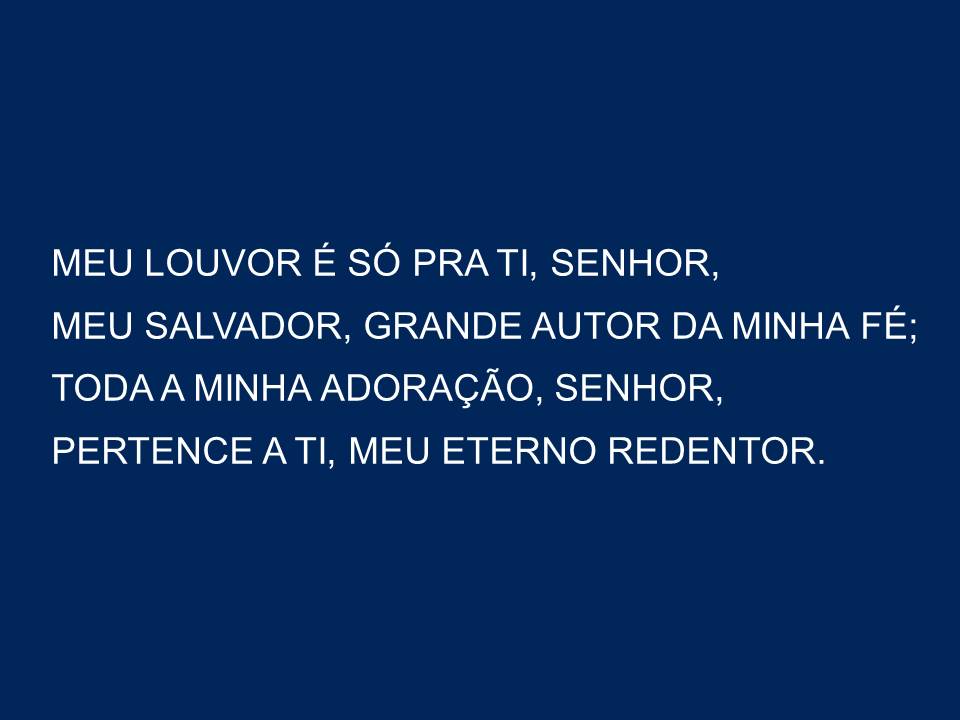 MEU LOUVOR É SÓ PRA TI, SENHOR,
MEU SALVADOR, GRANDE AUTOR DA MINHA FÉ;
TODA A MINHA ADORAÇÃO, SENHOR,
PERTENCE A TI, MEU ETERNO REDENTOR.